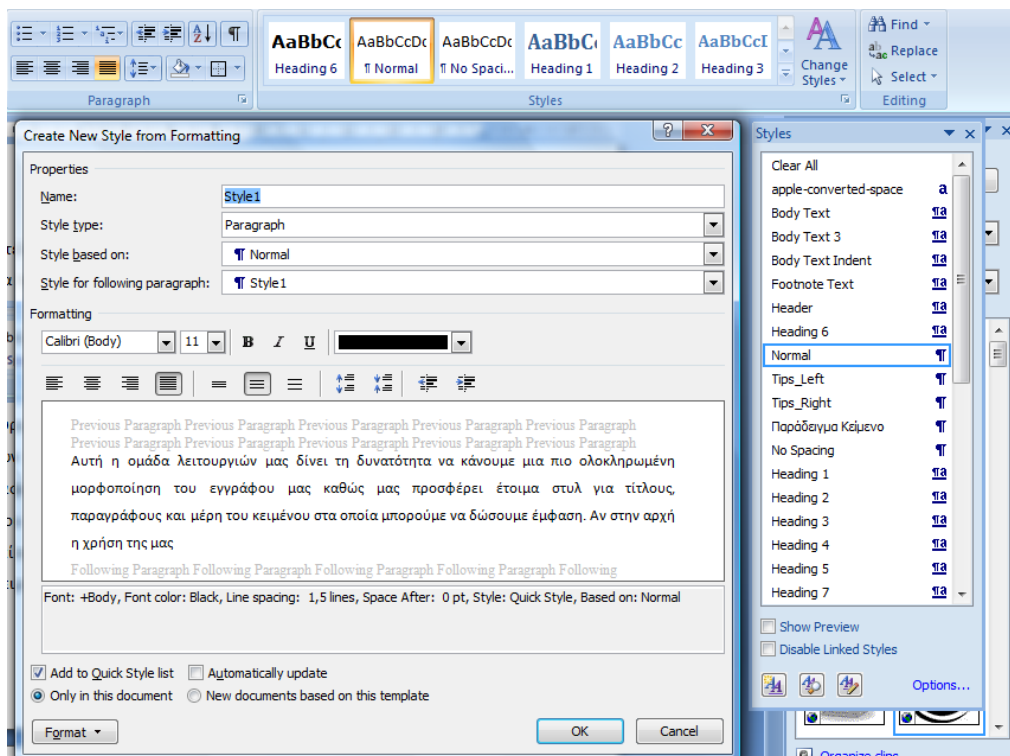 AaBbCc AaBbCcDc AaBbCcDc AaBbC AaBbCc AaBbCcI
Heading 6 ¶ Normal ¶ No Spaci... Heading 1 Heading 2 Heading 3
Change
Styles
Find
Replace
Select
Paragraph Styles Editing
Create New Style from Formatting
Properties
Name: Style1
Style type: Paragraph
Style based on: ¶ Normal
Style for following paragraph: ¶ Style1
Formatting
Calibri (Body) 11 B I U
Previous Paragraph Previous Paragraph Previous Paragraph Previous Paragraph Previous Paragraph
Previous Paragraph Previous Paragraph Previous Paragraph Previous Paragraph Previous Paragraph
Αυτή η ομάδα λειτουργιών μας δίνει τη δυνατότητα να κάνουμε μια πιο ολοκληρωμένη
μορφοποίηση του εγγράφου μας καθώς μας προσφέρει έτοιμα στυλ για τίτλους,
παραγράφους και μέρη του κειμένου στα οποία μπορούμε να δώσουμε έμφαση. Αν στην αρχή
η χρήση της μας
Following Paragraph Following Paragraph Following Paragraph Following Paragraph Following
Font: +Body, Font color: Black, Line spacing: 1,5 lines, Space After: 0 pt, Style: Quick Style, Based on: Normal
Add to Quick Style list Automatically update
Only in this document New documents based on this template
Format
OK Cancel
Styles
Clear All
apple-converted-space a
Body Text ¶a
Body Text 3 ¶a
Body Text Indent ¶a
Footnote Text ¶a
Header ¶a
Heading 6 ¶a
Normal ¶
Tips_Left ¶
Tips_Right ¶
Παράδειγμα Κείμενο ¶
No Spacing ¶
Heading 1 ¶a
Heading 2 ¶a
Heading 3 ¶a
Heading 4 ¶a
Heading 5 ¶a
Heading 7 ¶a
Show Preview
Disable Linked Styles
Options...
Organize clips